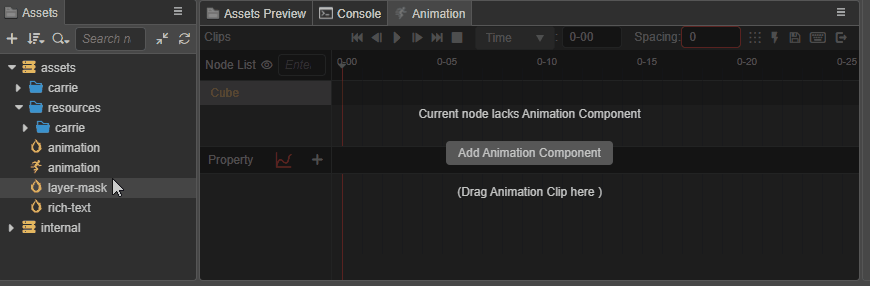 Assets
Assets Preview Console Animation
Search n
Clips Time : 0-00 Spacing: 0
Node List Ente. 0-00 0-05 0-10 0-15 0-20 0-25
assets
carrie
resources
carrie
animation
animation
layer-mask
rich-text
internal
Cube
Current node lacks Animation Component
Property Add Animation Component
(Drag Animation Clip here )